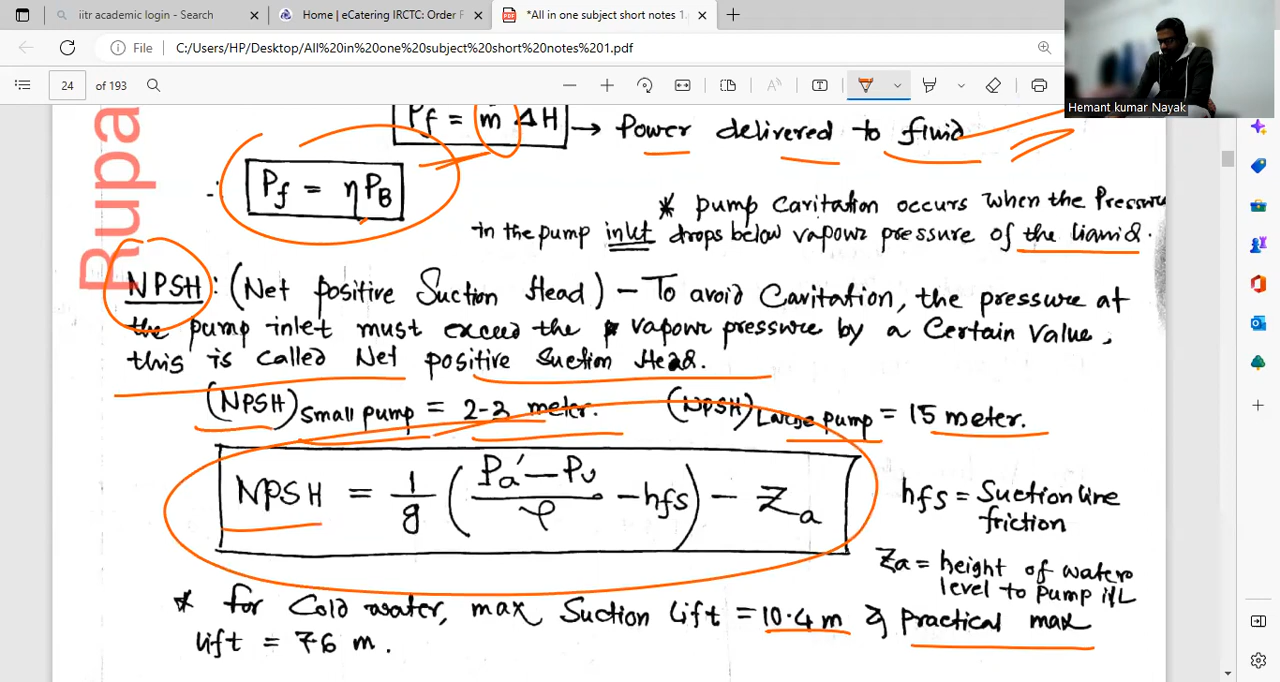 iitr academic login - Search
Home | eCatering IRCTC: Order F
*All in one subject short notes 1.
File
C:/Users/HP/Desktop/All%20in%20one%20subject%20short%20notes%201.pdf
24 of 193
Hemant kumar Nayak
Rupa
Pf = ṁ ΔH → Power delivered to fluid
∴ Pf = ηPB
* pump Cavitation occurs when the Pressure
in the pump inlet drops below vapour pressure of the liquid.
NPSH : (Net positive Suction Head) – To avoid Cavitation, the pressure at
the pump inlet must exceed the vapour pressure by a Certain Value,
this is called Net positive Suction Head.
(NPSH) Small pump = 2-3 meter. (NPSH) Large pump = 15 meter.
NPSH = 1/g (Pa' – Pv / ρ – hfs) – Za
hfs = Suction line
friction
Za = height of water
level to pump i/L
* for Cold water, max Suction lift = 10.4 m & practical max
lift = 7.6 m.